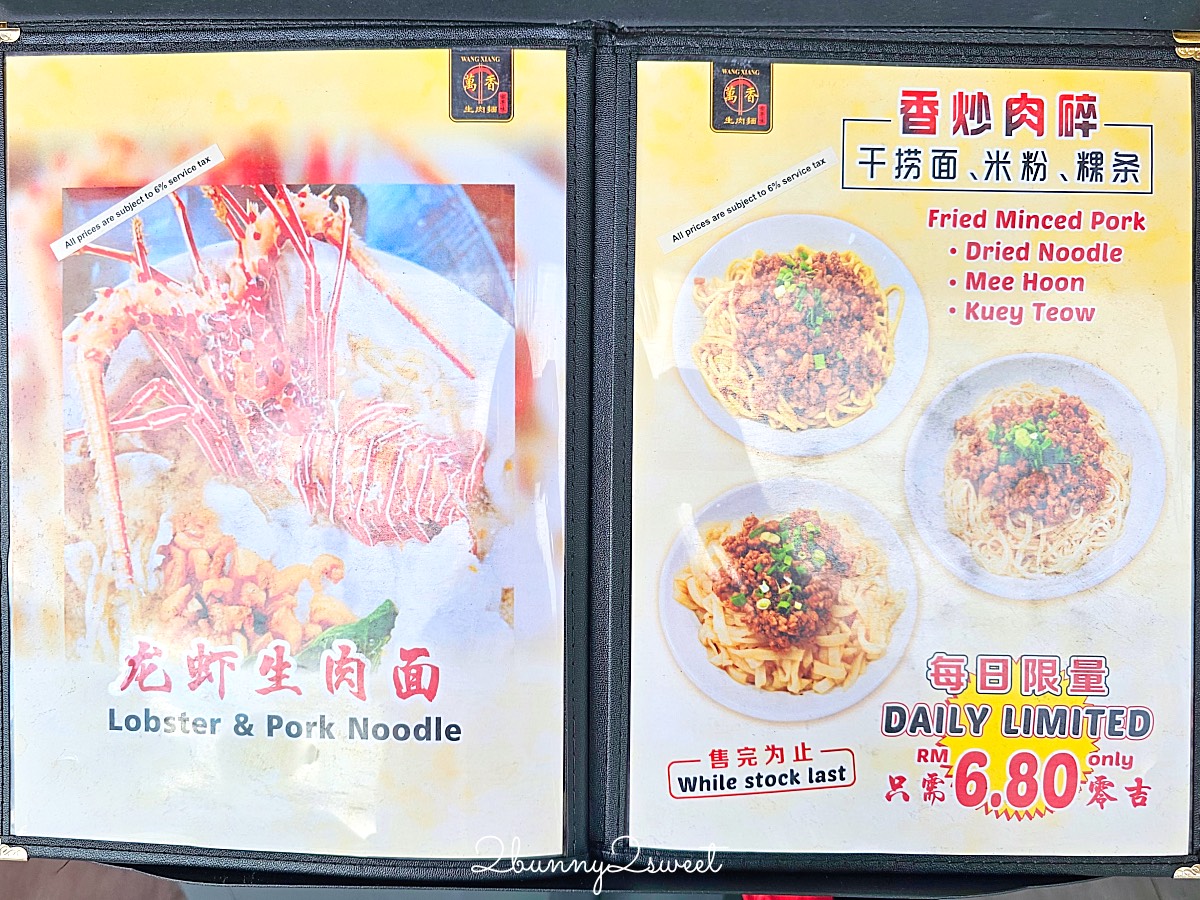 WANG XIANG
萬香
生肉麵
All prices are subject to 6% service tax
龙虾生肉面
Lobster & Pork Noodle
WANG XIANG
萬香
生肉麵
香炒肉碎
干捞面、米粉、粿条
All prices are subject to 6% service tax
Fried Minced Pork
• Dried Noodle
• Mee Hoon
• Kuey Teow
每日限量
DAILY LIMITED
售完为止
While stock last
RM 6.80 only
只需 零吉
2bunny2sweet